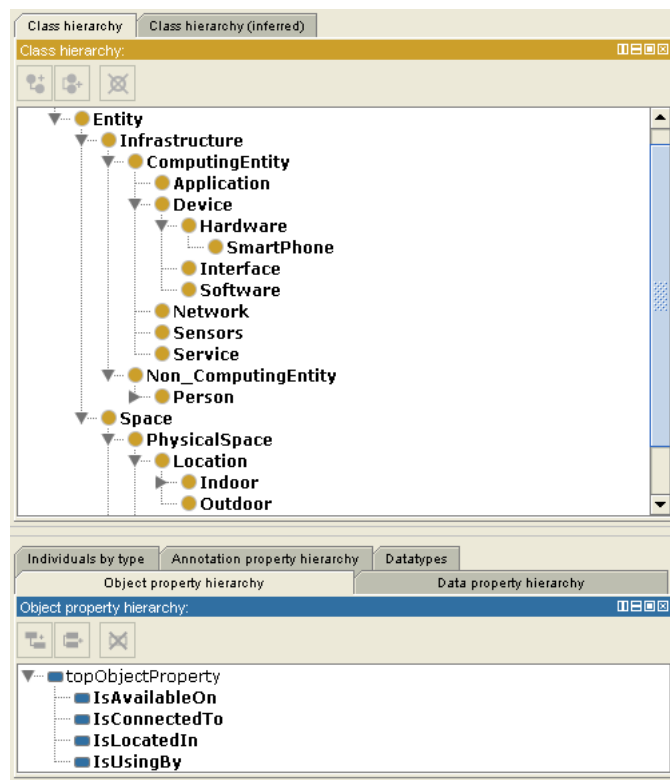 Class hierarchy Class hierarchy (inferred)
Class hierarchy:
Entity
Infrastructure
ComputingEntity
Application
Device
Hardware
SmartPhone
Interface
Software
Network
Sensors
Service
Non_ComputingEntity
Person
Space
PhysicalSpace
Location
Indoor
Outdoor
Individuals by type Annotation property hierarchy Datatypes
Object property hierarchy Data property hierarchy
Object property hierarchy:
topObjectProperty
IsAvailableOn
IsConnectedTo
IsLocatedIn
IsUsingBy